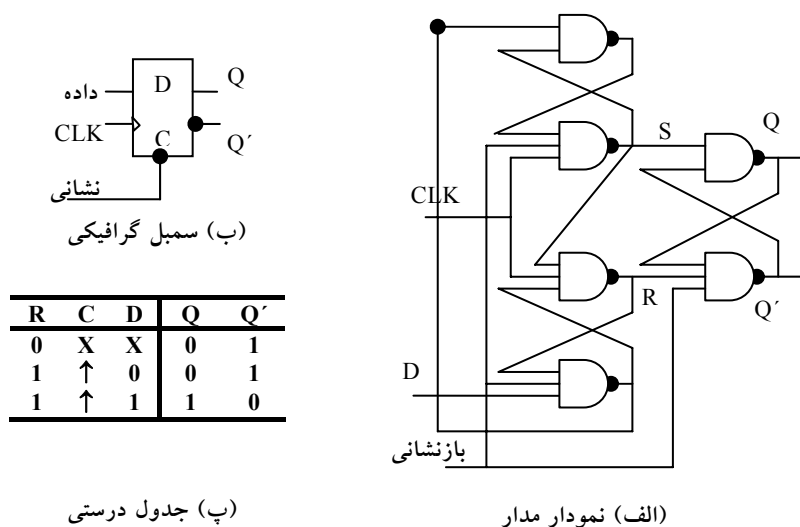 داده
CLK
D
C
Q
Q´
نشانی
(ب) سمبل گرافیکی
R C D Q Q´
0 X X 0 1
1 ↑ 0 0 1
1 ↑ 1 1 0
(پ) جدول درستی
S
Q
CLK
R
Q´
D
بازنشانی
(الف) نمودار مدار